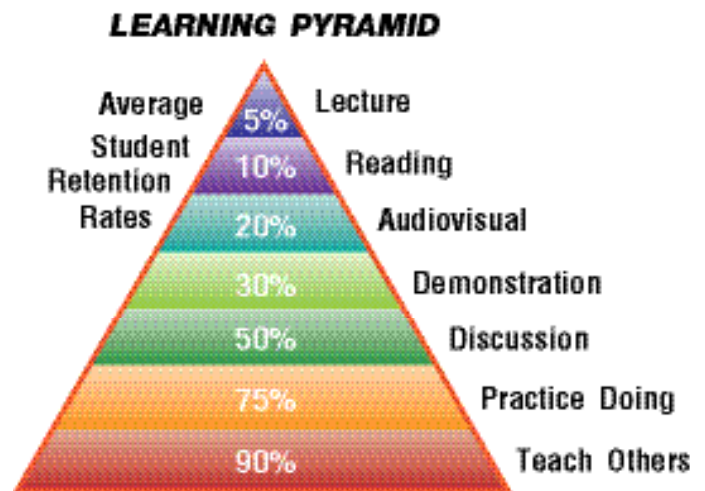 LEARNING PYRAMID
Average
Student
Retention
Rates
5%
Lecture
10%
Reading
20%
Audiovisual
30%
Demonstration
50%
Discussion
75%
Practice Doing
90%
Teach Others